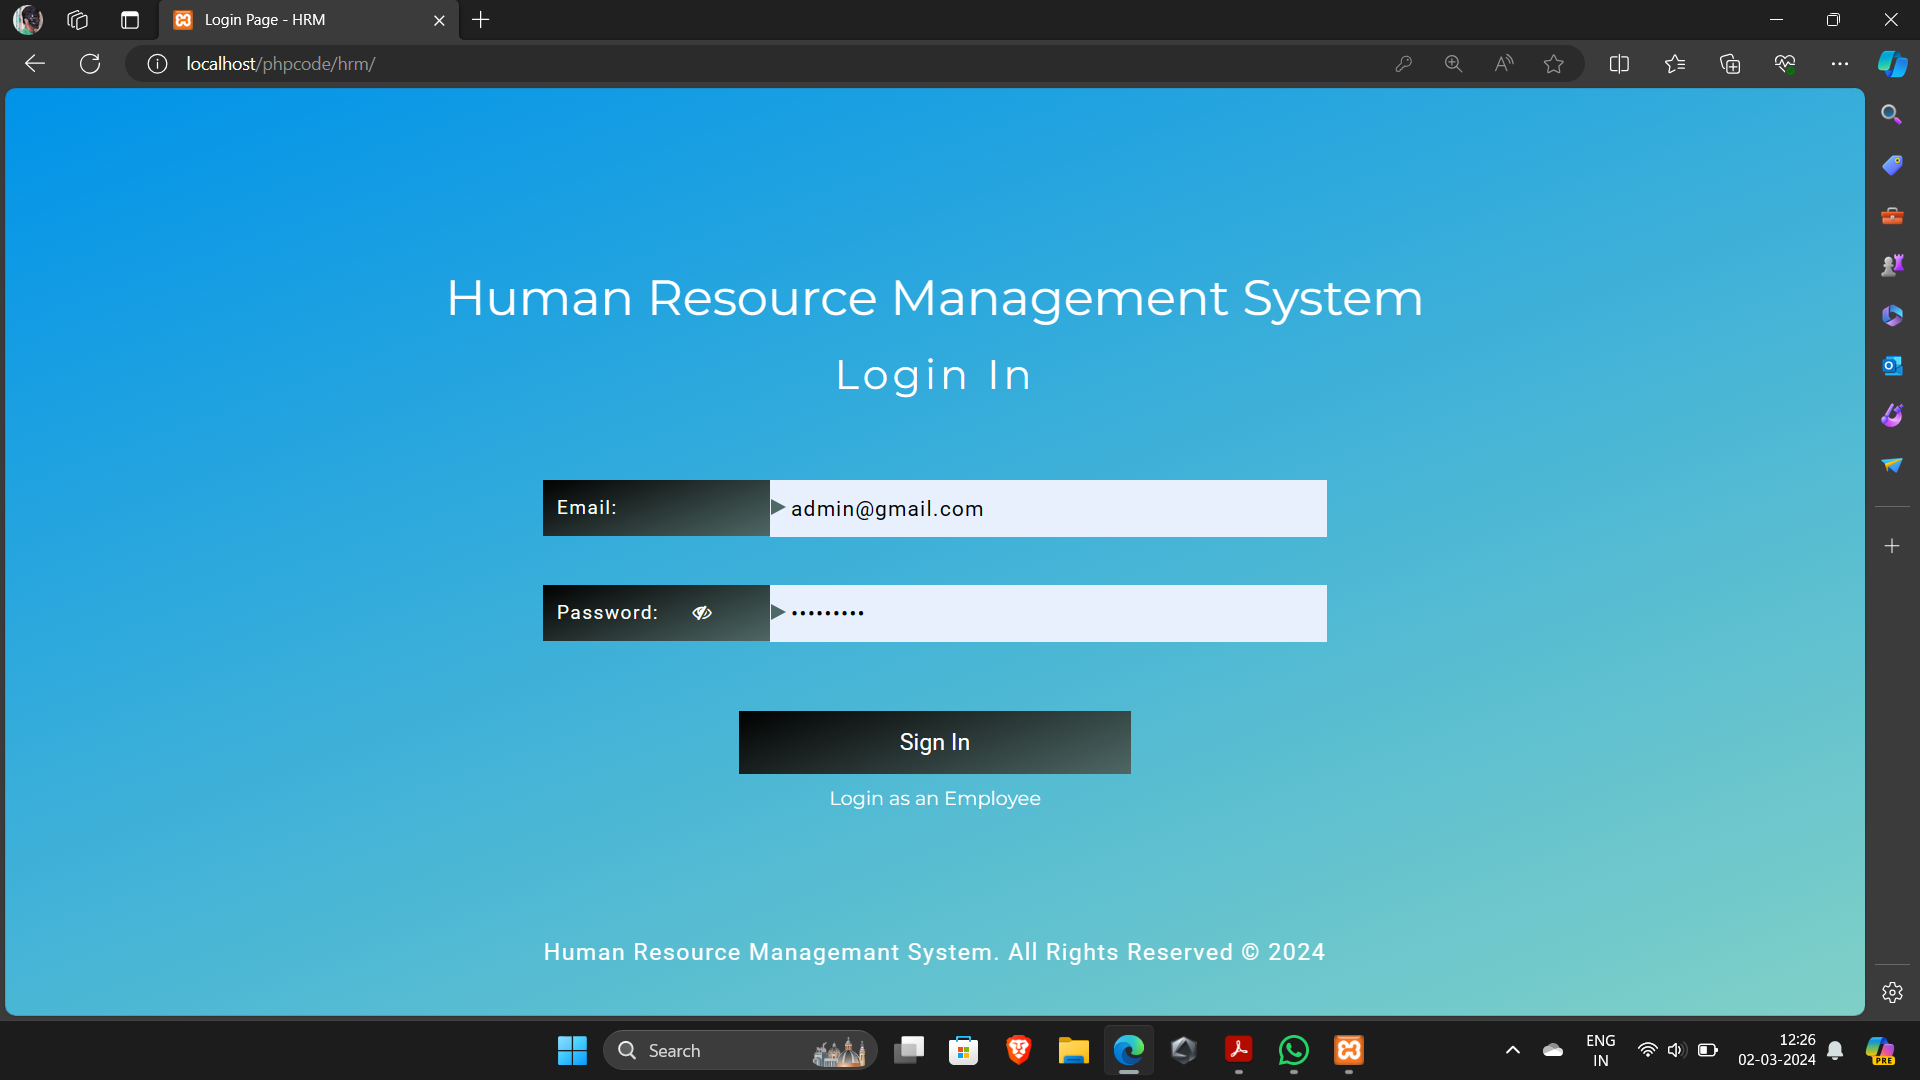 Login Page - HRM
localhost/phpcode/hrm/
Human Resource Management System
Login In
Email:
admin@gmail.com
Password:
•••••••••
Sign In
Login as an Employee
Human Resource Managemant System. All Rights Reserved © 2024
Search
ENG
IN
12:26
02-03-2024
PRE